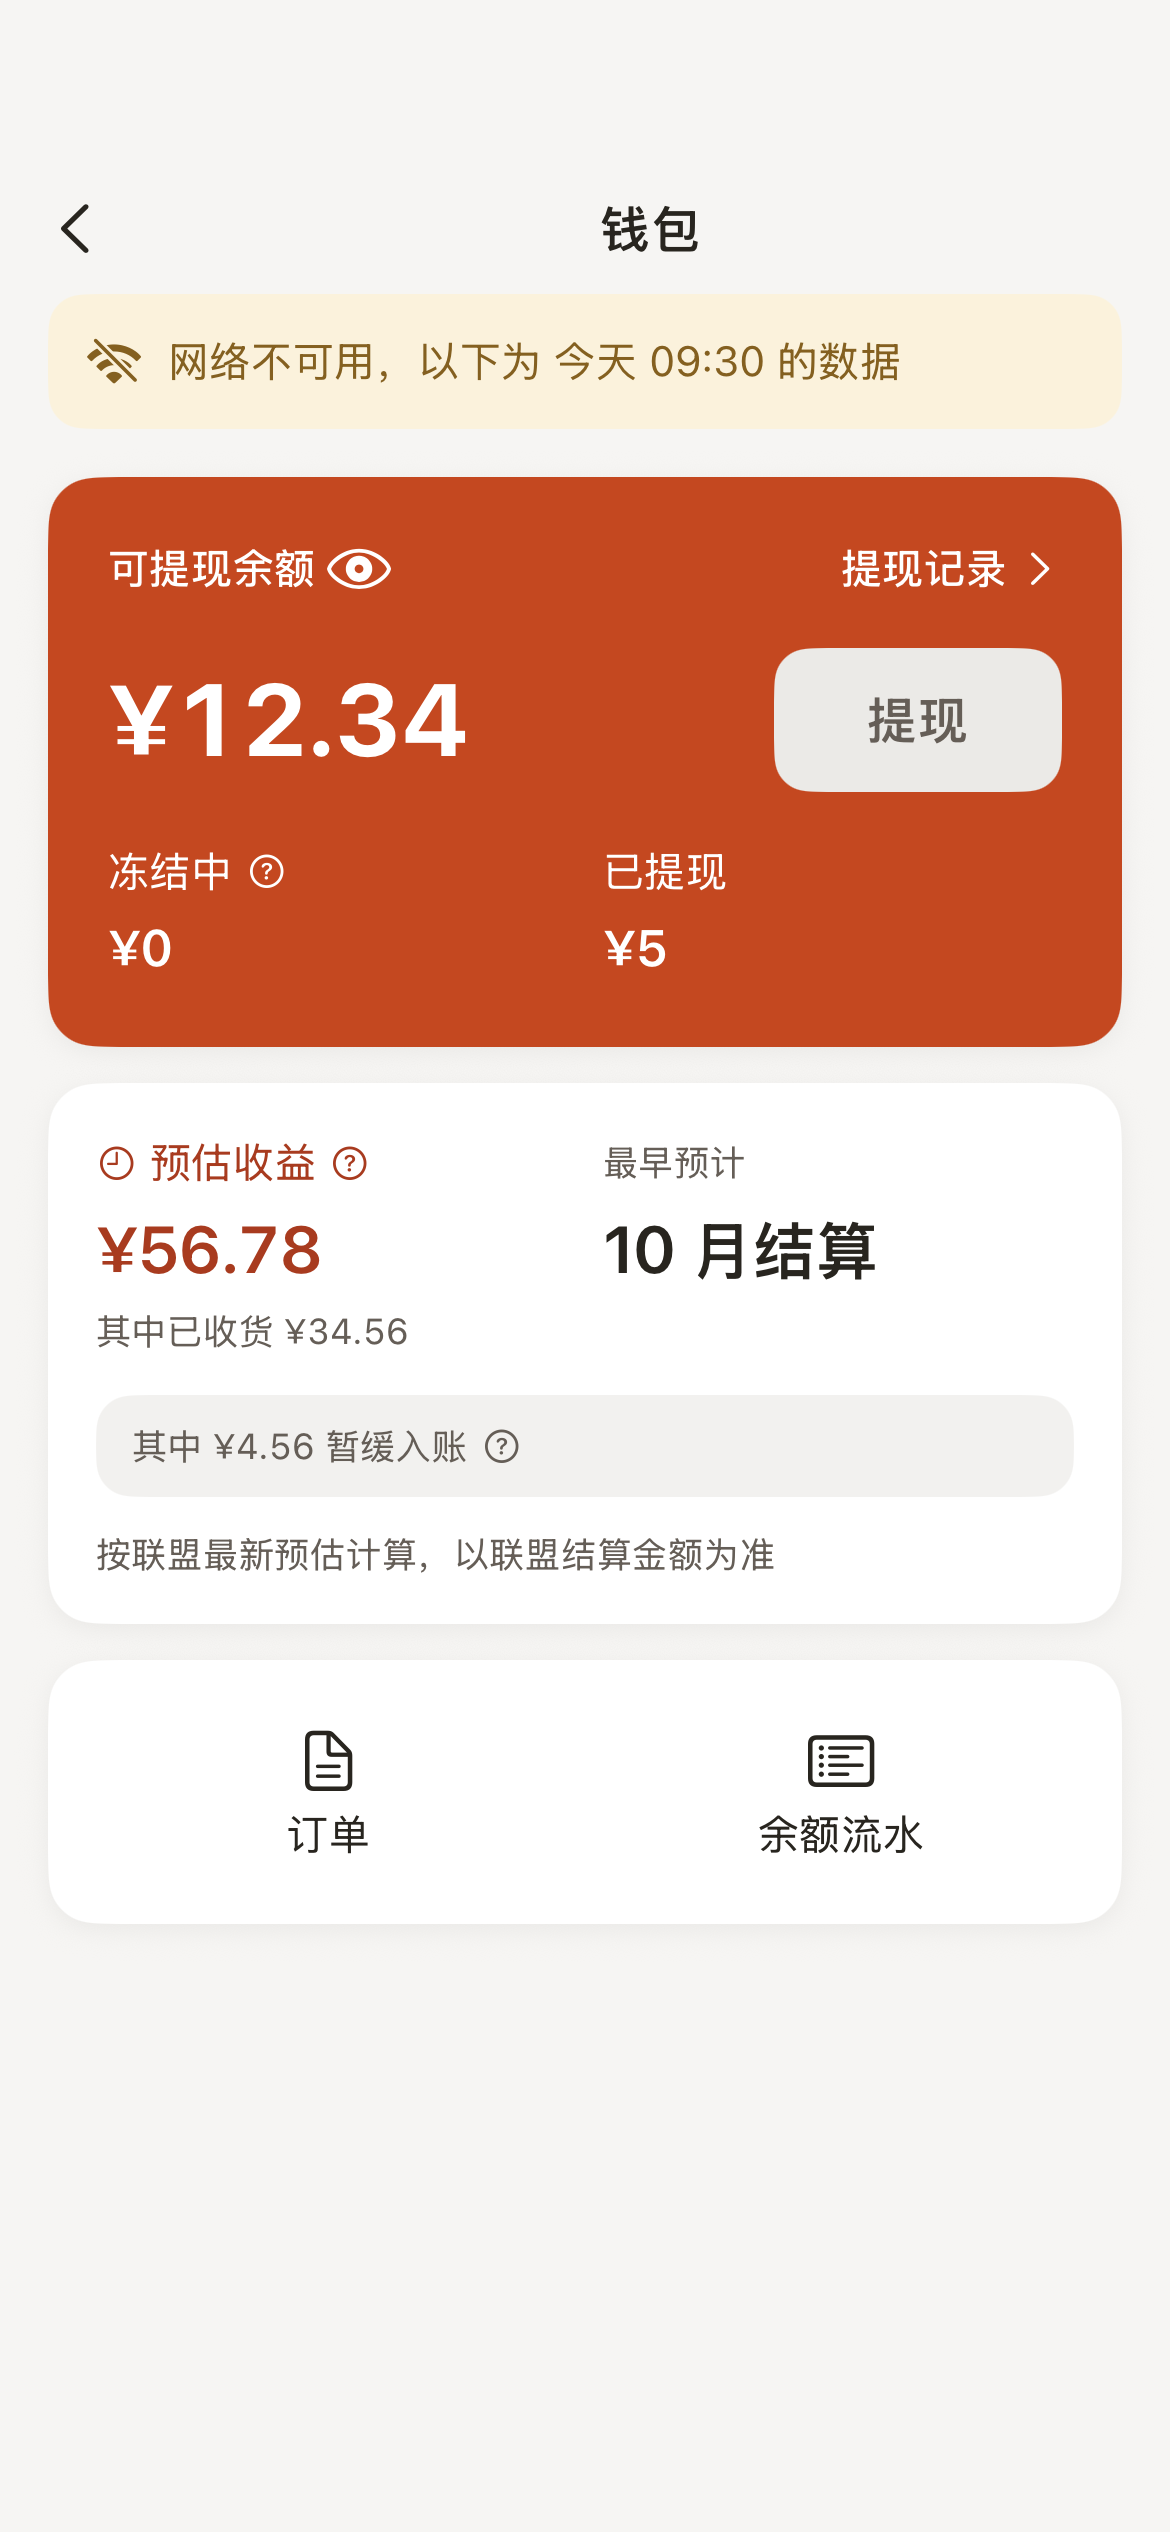 钱包
网络不可用，以下为 今天 09:30 的数据
可提现余额
提现记录
¥12.34
提现
冻结中
已提现
¥0
¥5
预估收益
最早预计
¥56.78
10 月结算
其中已收货 ¥34.56
其中 ¥4.56 暂缓入账
按联盟最新预估计算，以联盟结算金额为准
订单
余额流水